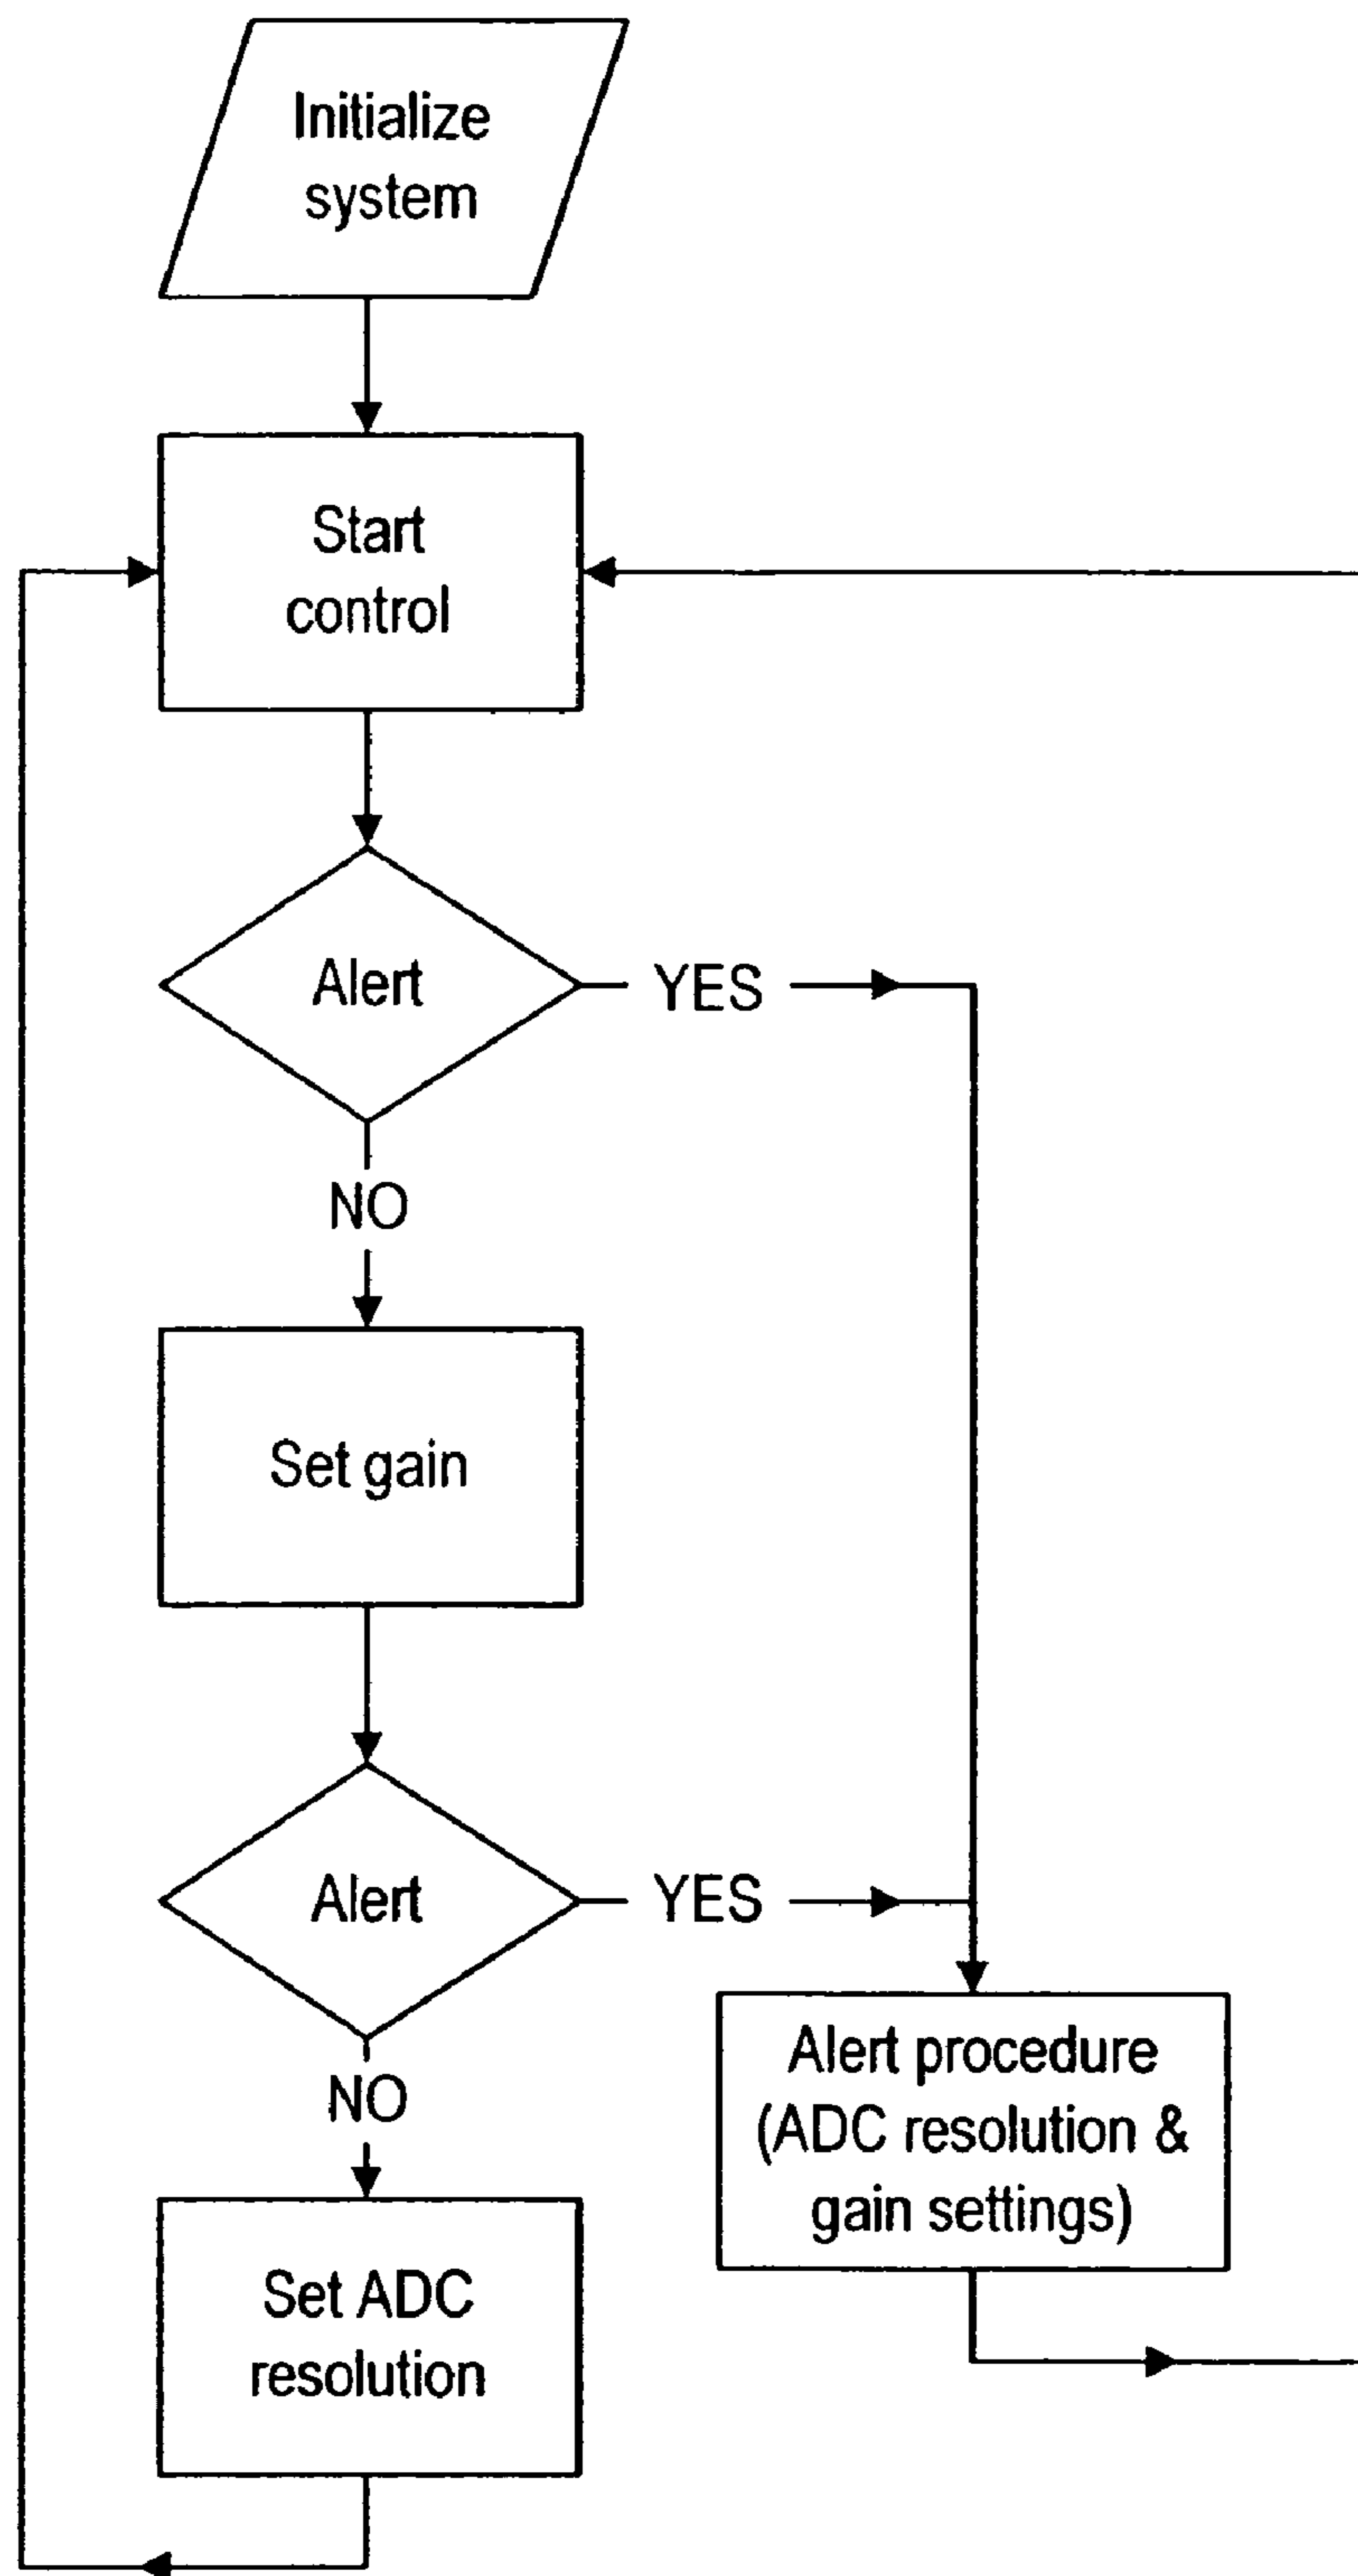 Initialize
system
Start
control
Alert
YES
NO
Set gain
Alert
YES
NO
Alert procedure
(ADC resolution &
gain settings)
Set ADC
resolution